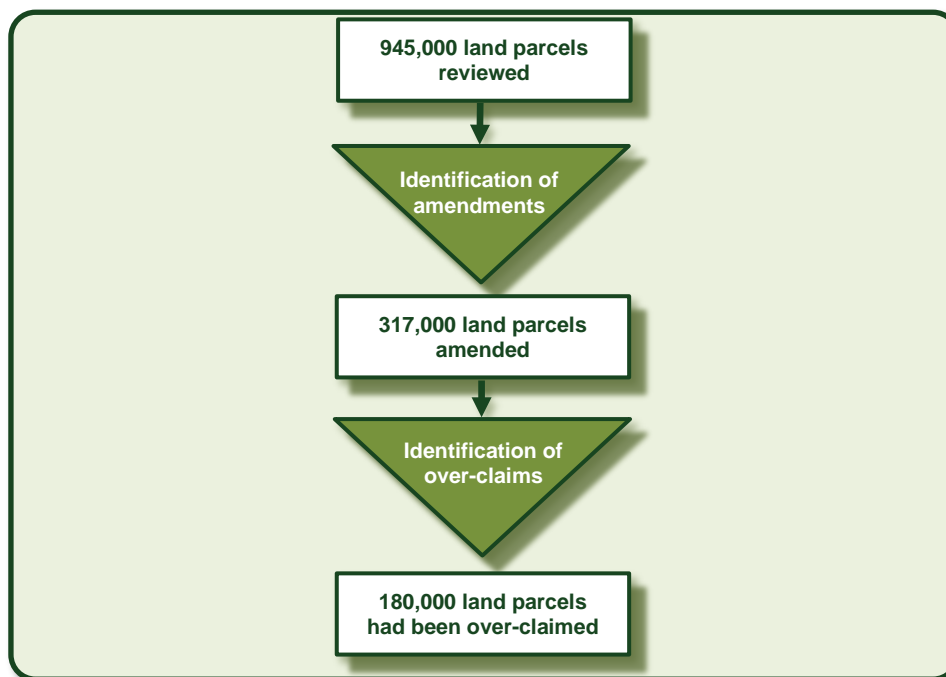 945,000 land parcels
reviewed
Identification of
amendments
317,000 land parcels
amended
Identification of
over-claims
180,000 land parcels
had been over-claimed